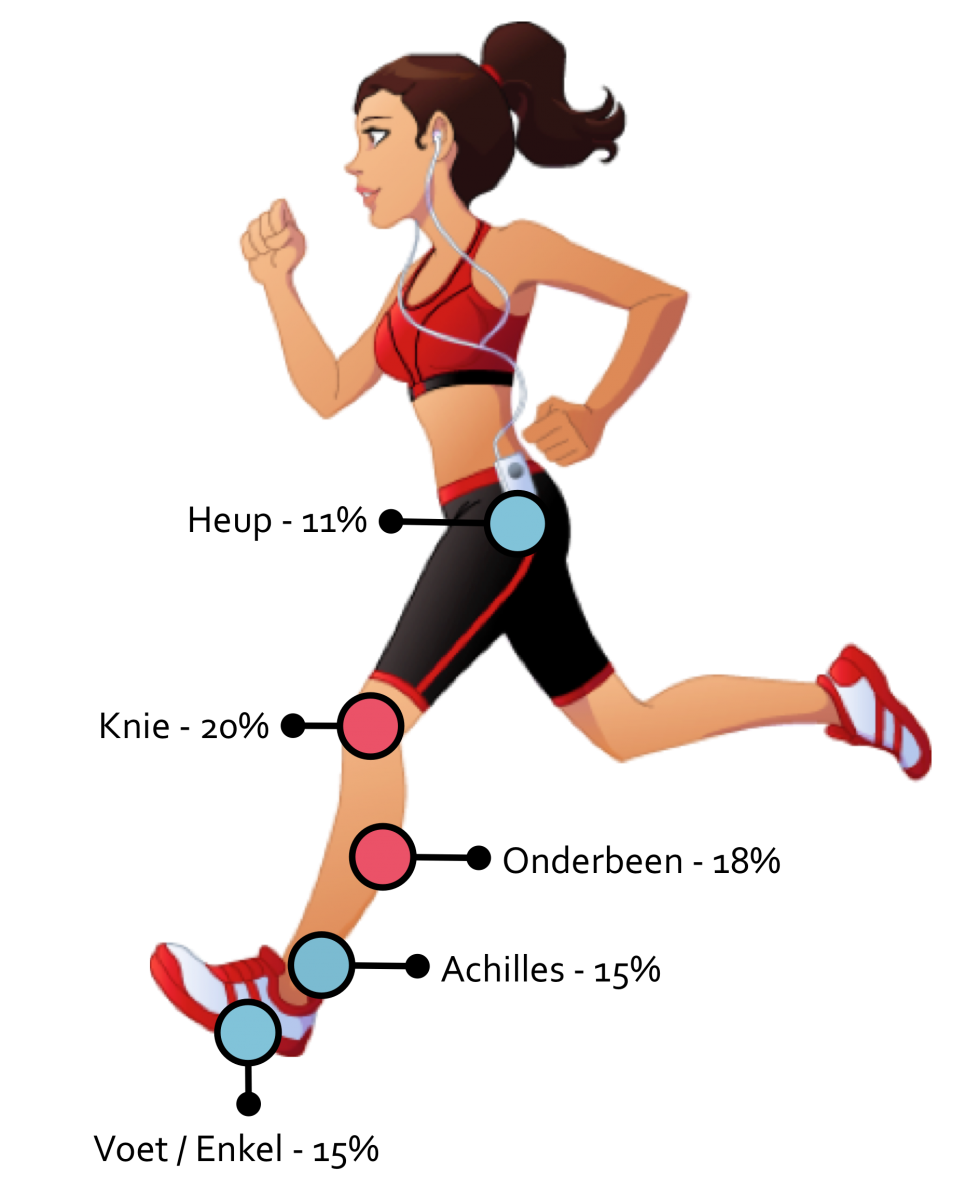 Heup - 11%
Knie - 20%
Onderbeen - 18%
Achilles - 15%
Voet / Enkel - 15%